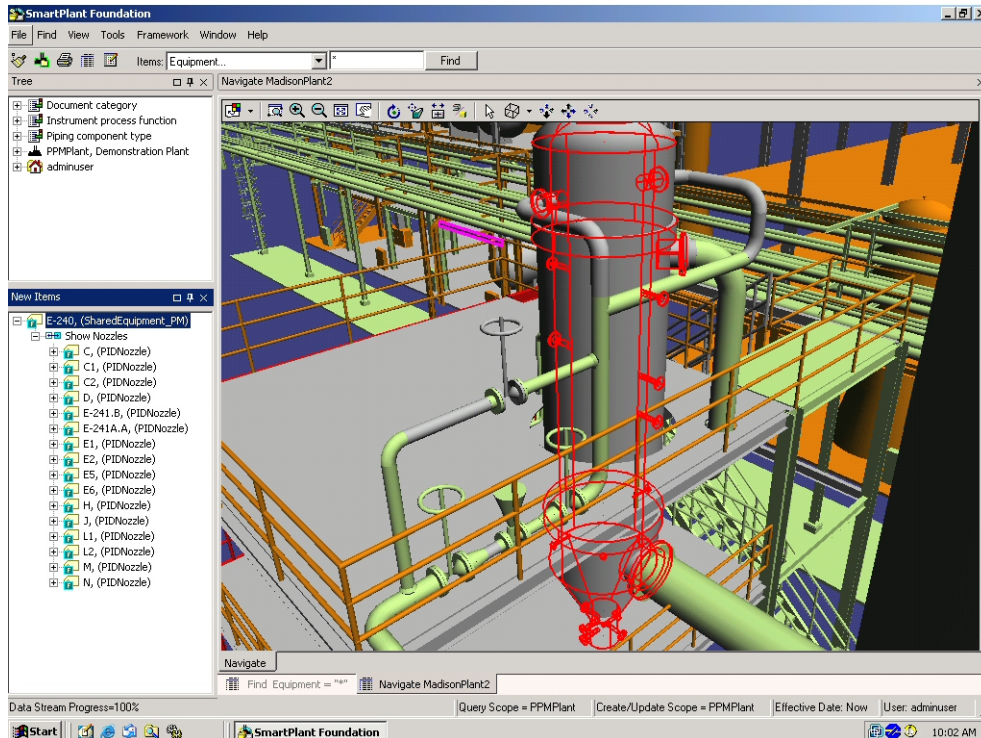 SmartPlant Foundation
File Find View Tools Framework Window Help
Items: Equipment... * Find
Tree
Document category
Instrument process function
Piping component type
PPMPlant, Demonstration Plant
adminuser
New Items
E-240, (SharedEquipment_PM)
Show Nozzles
C, (PIDNozzle)
C1, (PIDNozzle)
C2, (PIDNozzle)
D, (PIDNozzle)
E-241.B, (PIDNozzle)
E-241A.A, (PIDNozzle)
E1, (PIDNozzle)
E2, (PIDNozzle)
E5, (PIDNozzle)
E6, (PIDNozzle)
H, (PIDNozzle)
J, (PIDNozzle)
L1, (PIDNozzle)
L2, (PIDNozzle)
M, (PIDNozzle)
N, (PIDNozzle)
Navigate MadisonPlant2
Navigate
Find Equipment = "*" Navigate MadisonPlant2
Data Stream Progress=100% Query Scope = PPMPlant Create/Update Scope = PPMPlant Effective Date: Now User: adminuser
Start SmartPlant Foundation 10:02 AM